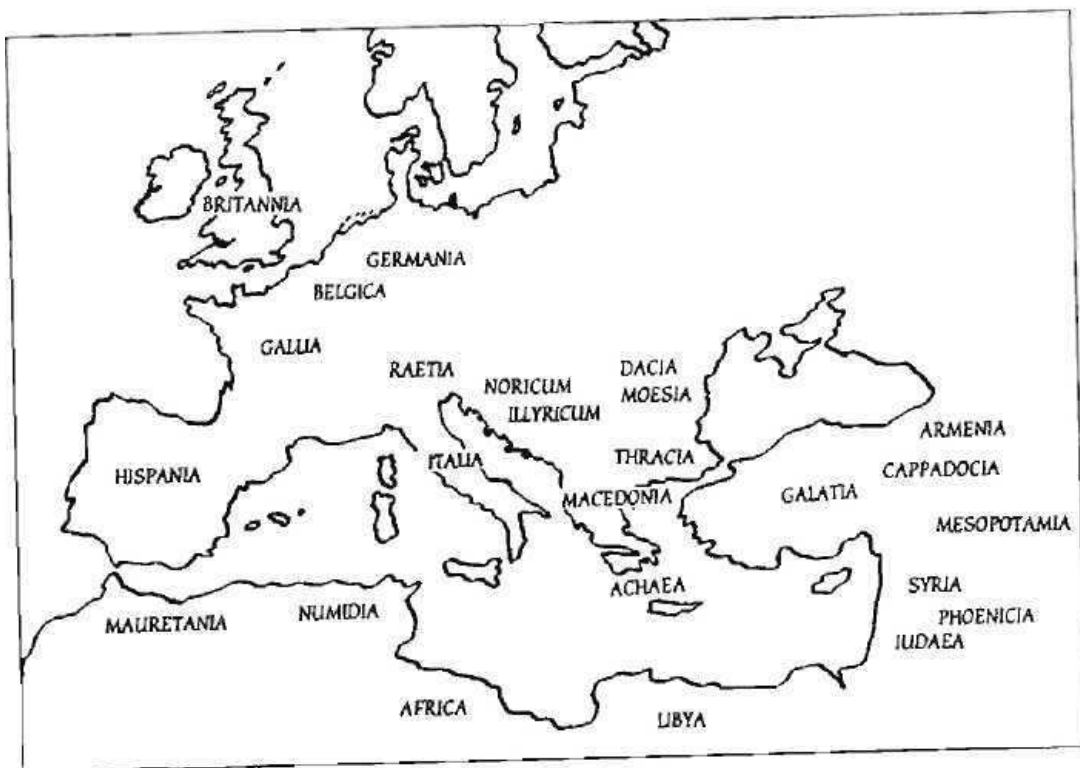 BRITANNIA
GERMANIA
BELGICA
GALLIA
RAETIA
NORICUM
ILLYRICUM
DACIA
MOESIA
ARMENIA
HISPANIA
ITALIA
THRACIA
CAPPADOCIA
MACEDONIA
GALATIA
MESOPOTAMIA
ACHAEA
SYRIA
MAURETANIA
NUMIDIA
PHOENICIA
IUDAEA
AFRICA
LIBYA